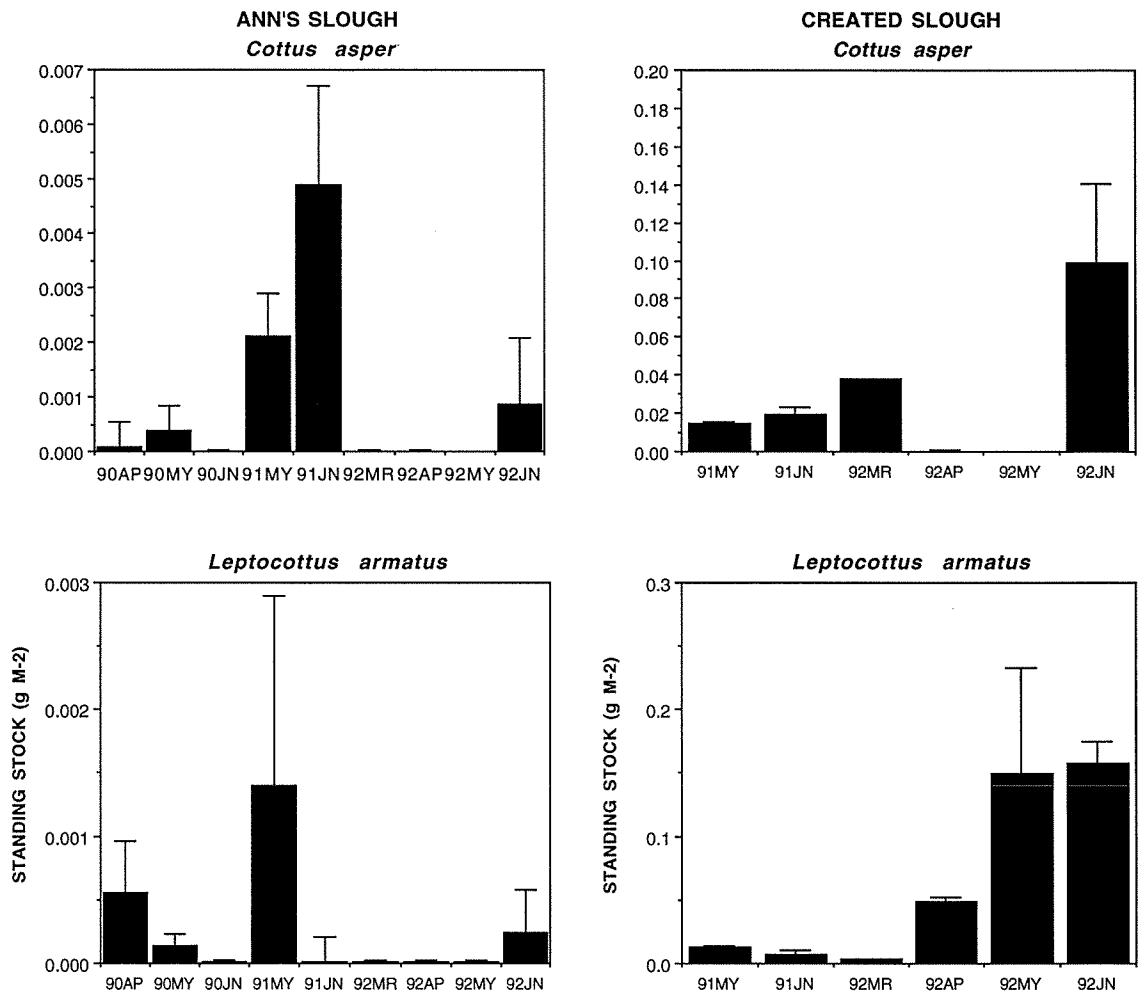 ANN'S SLOUGH
Cottus asper
0.007
0.006
0.005
0.004
0.003
0.002
0.001
0.000
90AP 90MY 90JN 91MY 91JN 92MR 92AP 92MY 92JN
CREATED SLOUGH
Cottus asper
0.20
0.18
0.16
0.14
0.12
0.10
0.08
0.06
0.04
0.02
0.00
91MY 91JN 92MR 92AP 92MY 92JN
Leptocottus armatus
STANDING STOCK (g M-2)
0.003
0.002
0.001
0.000
90AP 90MY 90JN 91MY 91JN 92MR 92AP 92MY 92JN
Leptocottus armatus
STANDING STOCK (g M-2)
0.3
0.2
0.1
0.0
91MY 91JN 92MR 92AP 92MY 92JN